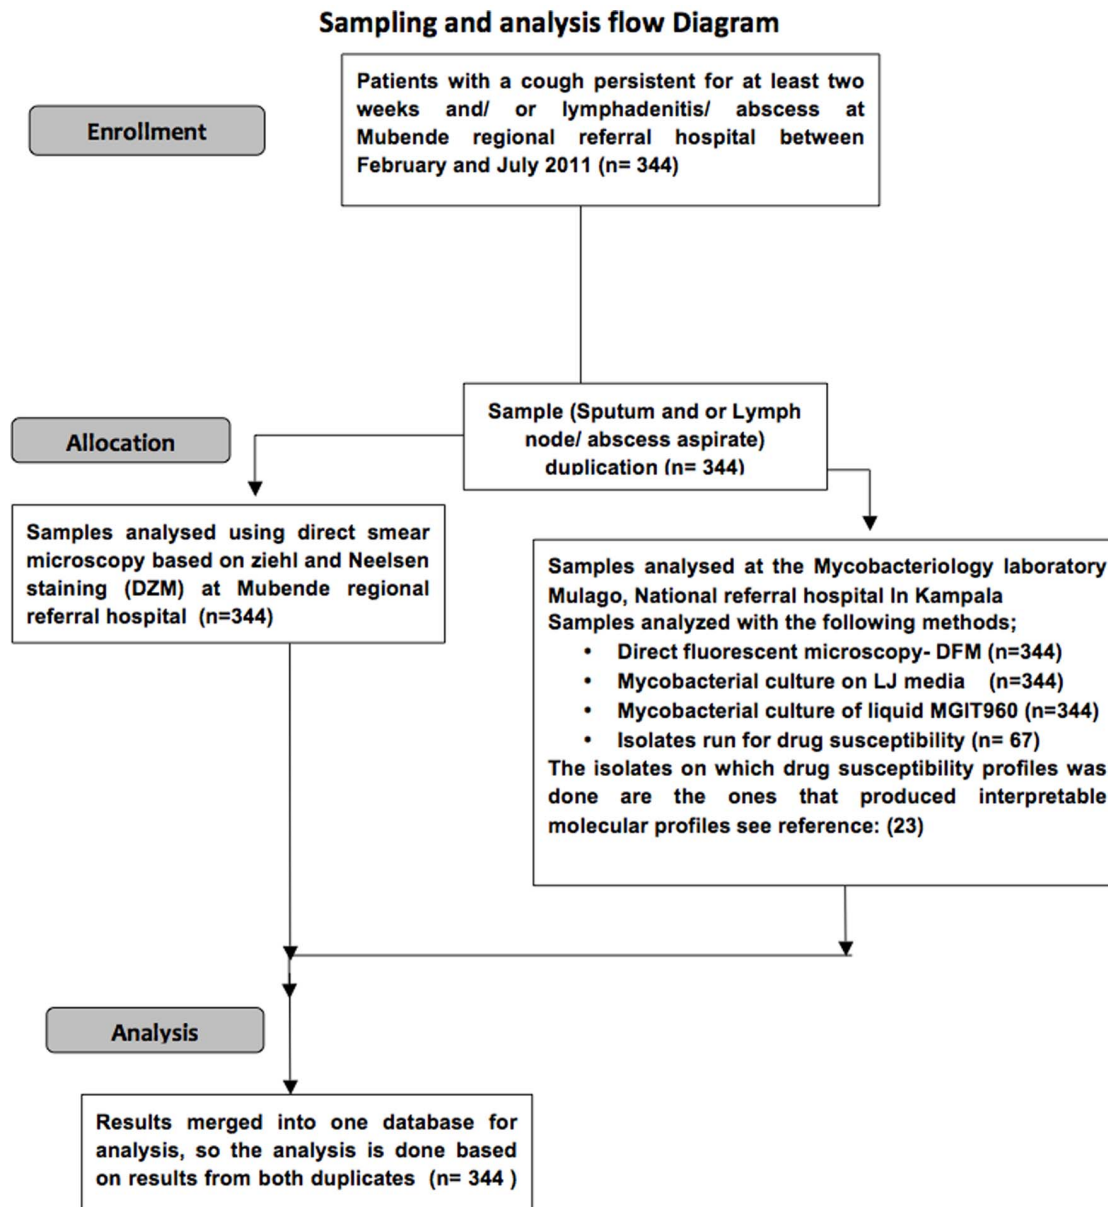 Sampling and analysis flow Diagram
Enrollment
Patients with a cough persistent for at least two
weeks and/ or lymphadenitis/ abscess at
Mubende regional referral hospital between
February and July 2011 (n= 344)
Allocation
Sample (Sputum and or Lymph
node/ abscess aspirate)
duplication (n= 344)
Samples analysed using direct smear
microscopy based on ziehl and Neelsen
staining (DZM) at Mubende regional
referral hospital (n=344)
Samples analysed at the Mycobacteriology laboratory
Mulago, National referral hospital In Kampala
Samples analyzed with the following methods;
• Direct fluorescent microscopy- DFM (n=344)
• Mycobacterial culture on LJ media (n=344)
• Mycobacterial culture of liquid MGIT960 (n=344)
• Isolates run for drug susceptibility (n= 67)
The isolates on which drug susceptibility profiles was
done are the ones that produced interpretable
molecular profiles see reference: (23)
Analysis
Results merged into one database for
analysis, so the analysis is done based
on results from both duplicates (n= 344 )